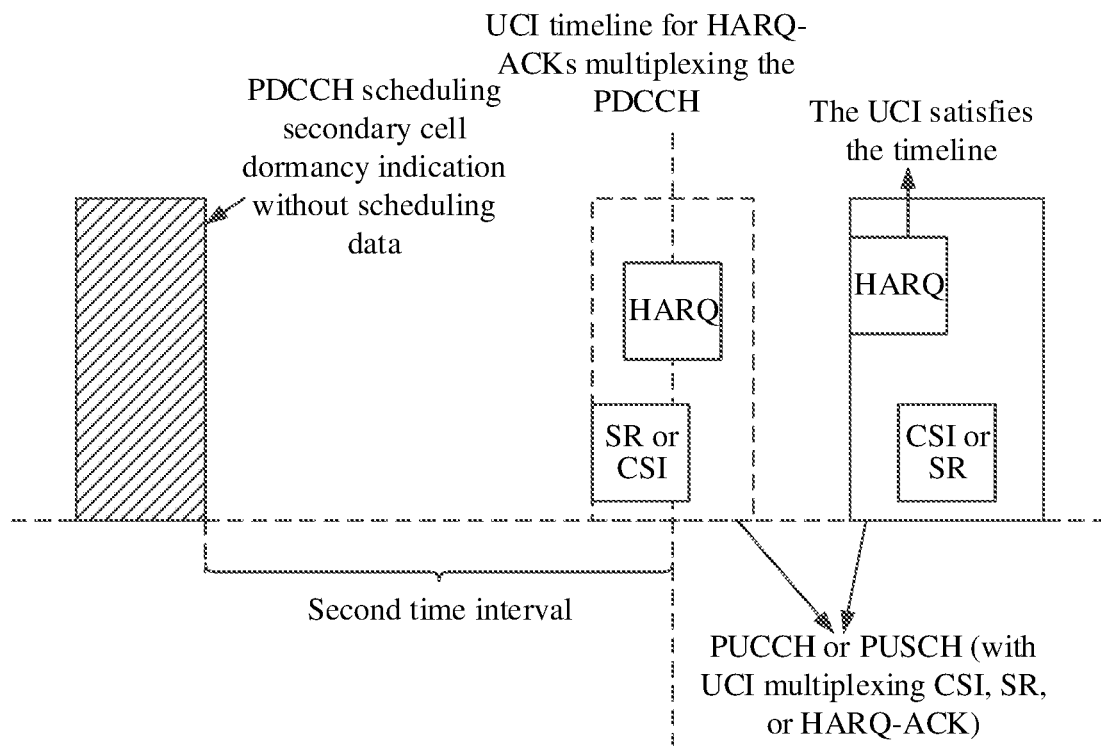 UCI timeline for HARQ-
ACKs multiplexing the
PDCCH
PDCCH scheduling
secondary cell
dormancy indication
without scheduling
data
The UCI satisfies
the timeline
HARQ
HARQ
SR or
CSI
CSI or
SR
Second time interval
PUCCH or PUSCH (with
UCI multiplexing CSI, SR,
or HARQ-ACK)